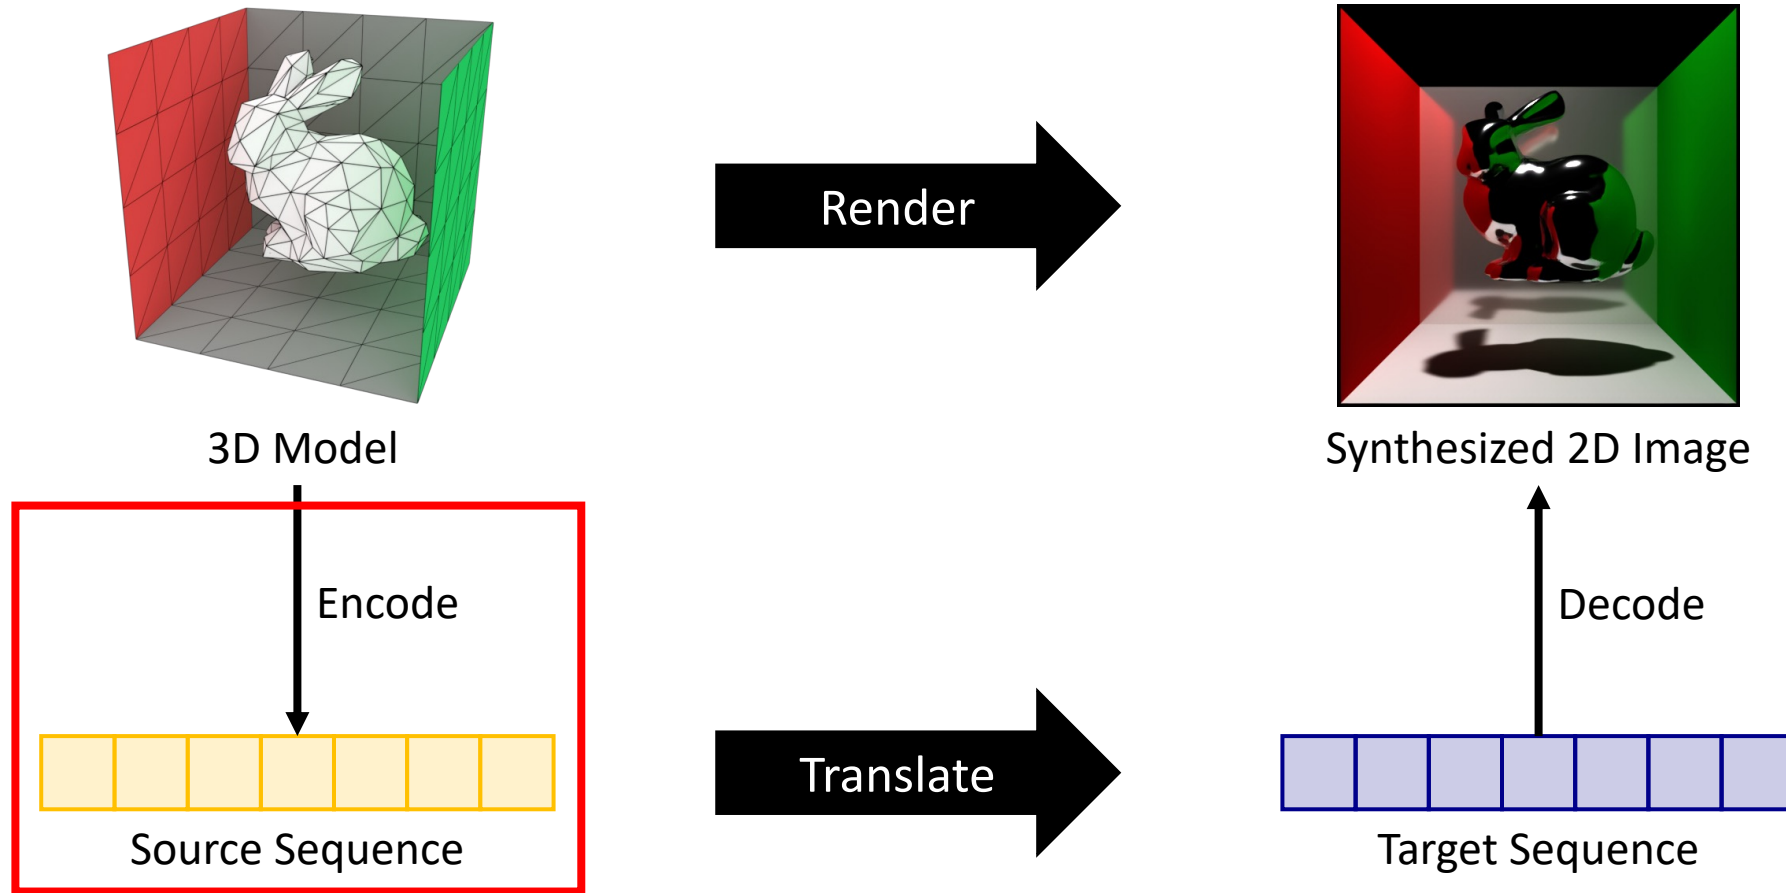 Render
3D Model
Synthesized 2D Image
Encode
Decode
Translate
Source Sequence
Target Sequence